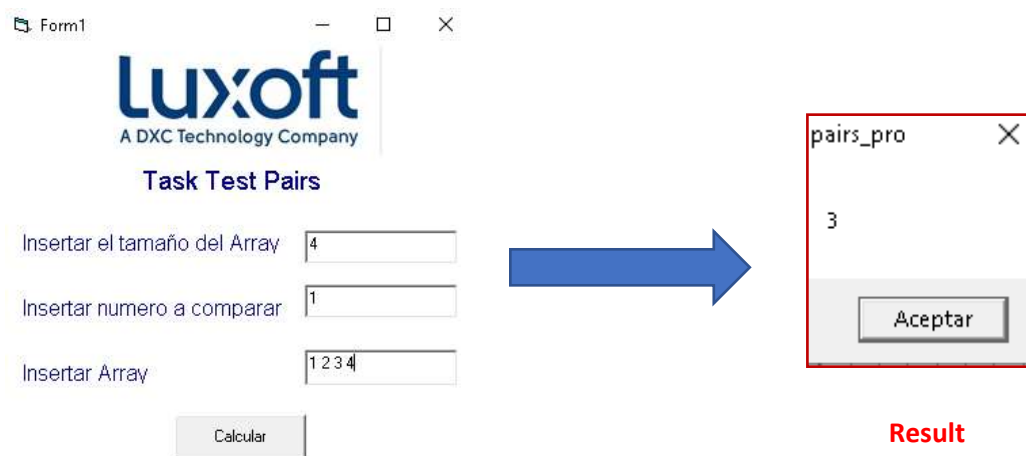 Form1
Luxoft
A DXC Technology Company
Task Test Pairs
Insertar el tamaño del Array
4
Insertar numero a comparar
1
Insertar Array
1 2 3 4
Calcular
pairs_pro
3
Aceptar
Result